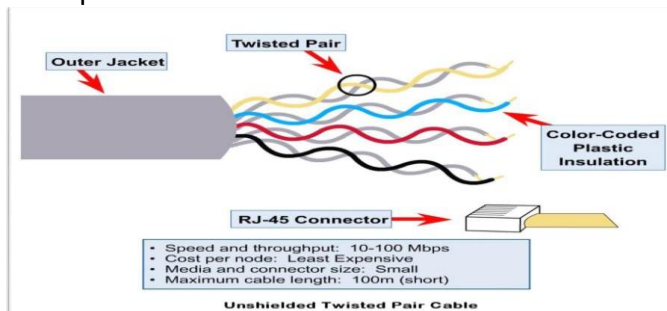 Twisted Pair
Outer Jacket
Color-Coded
Plastic
Insulation
RJ-45 Connector
• Speed and throughput: 10-100 Mbps
• Cost per node: Least Expensive
• Media and connector size: Small
• Maximum cable length: 100m (short)
Unshielded Twisted Pair Cable